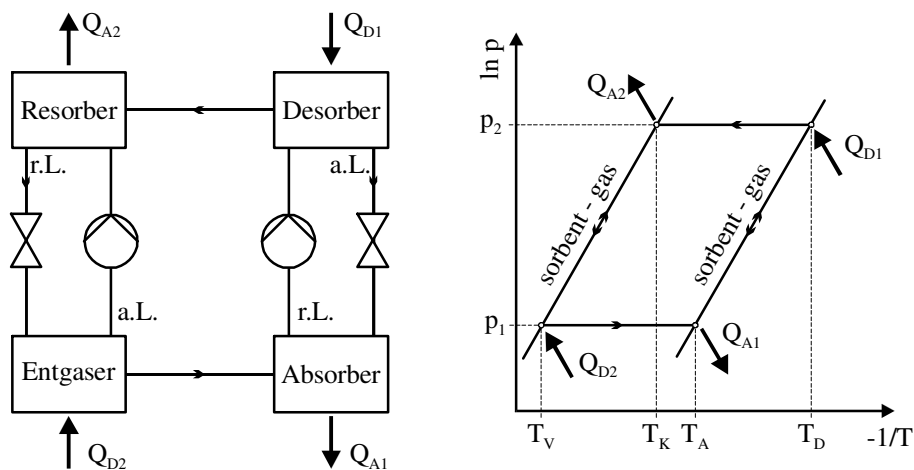 Q_A2
Q_D1
Resorber
Desorber
r.L.
a.L.
a.L.
r.L.
Entgaser
Absorber
Q_D2
Q_A1
ln p
Q_A2
p_2
Q_D1
sorbent - gas
sorbent - gas
p_1
Q_A1
Q_D2
T_V T_K T_A T_D -1/T